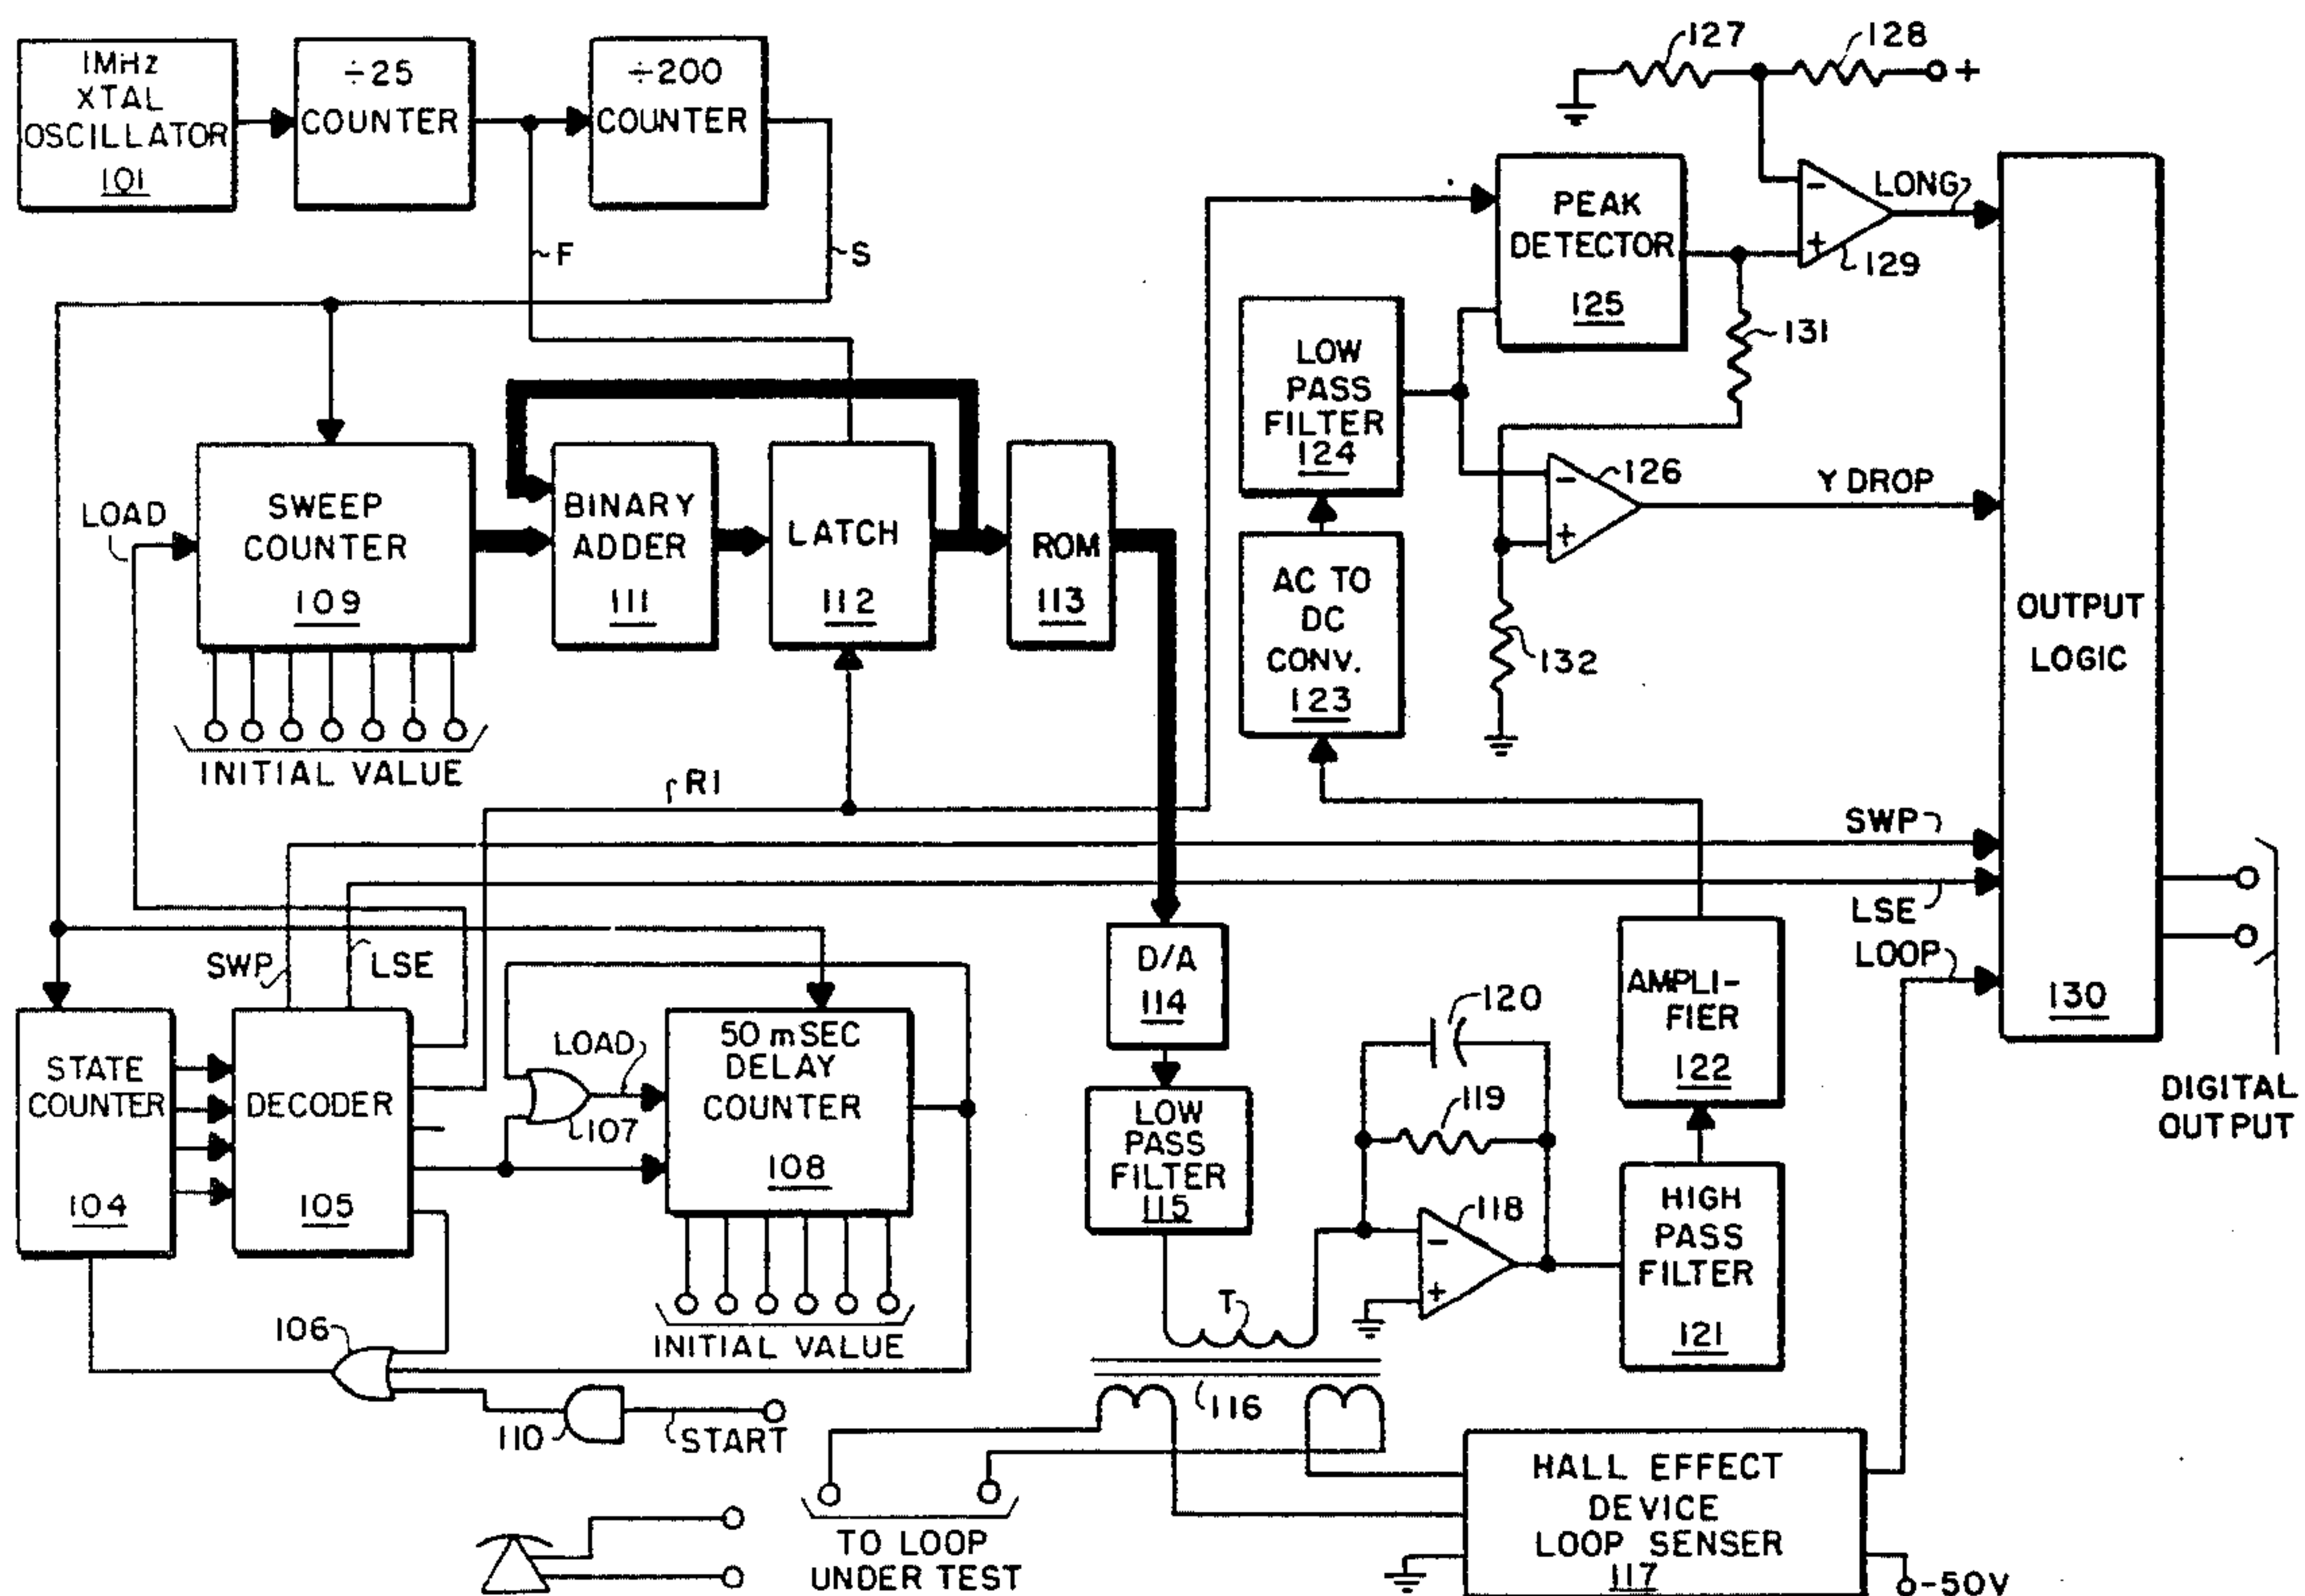 1MHz
XTAL
OSCILLATOR
101
÷25
COUNTER
÷200
COUNTER
F
S
127
128
+
PEAK
DETECTOR
125
-
+
129
LONG
131
LOW
PASS
FILTER
124
-
+
126
Y DROP
132
AC TO
DC
CONV.
123
OUTPUT
LOGIC
130
LOAD
SWEEP
COUNTER
109
INITIAL VALUE
BINARY
ADDER
111
LATCH
112
ROM
113
R1
SWP
LSE
LOOP
SWP
LSE
DIGITAL
OUTPUT
STATE
COUNTER
104
DECODER
105
LOAD
107
50 mSEC
DELAY
COUNTER
108
INITIAL VALUE
106
110
START
D/A
114
LOW
PASS
FILTER
115
T
116
120
119
-
+
118
AMPLI-
FIER
122
HIGH
PASS
FILTER
121
TO LOOP
UNDER TEST
HALL EFFECT
DEVICE
LOOP SENSER
117
-50V